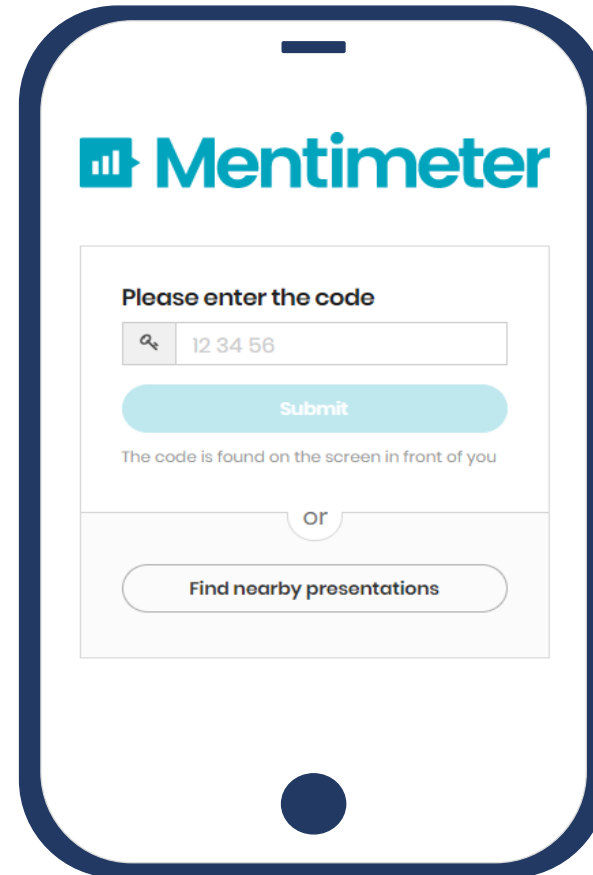 Mentimeter
Please enter the code
12 34 56
Submit
The code is found on the screen in front of you
or
Find nearby presentations